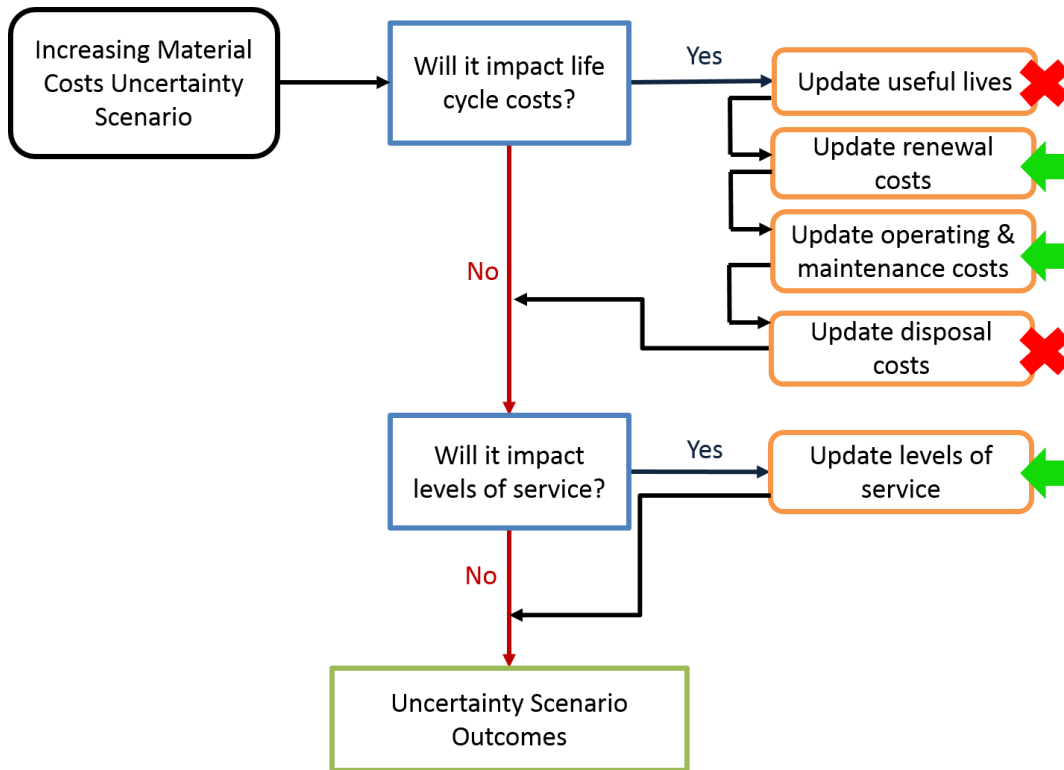 Increasing Material
Costs Uncertainty
Scenario
Will it impact life
cycle costs?
Yes
Update useful lives
Update renewal
costs
Update operating &
maintenance costs
No
Update disposal
costs
Will it impact
levels of service?
Yes
Update levels of
service
No
Uncertainty Scenario
Outcomes